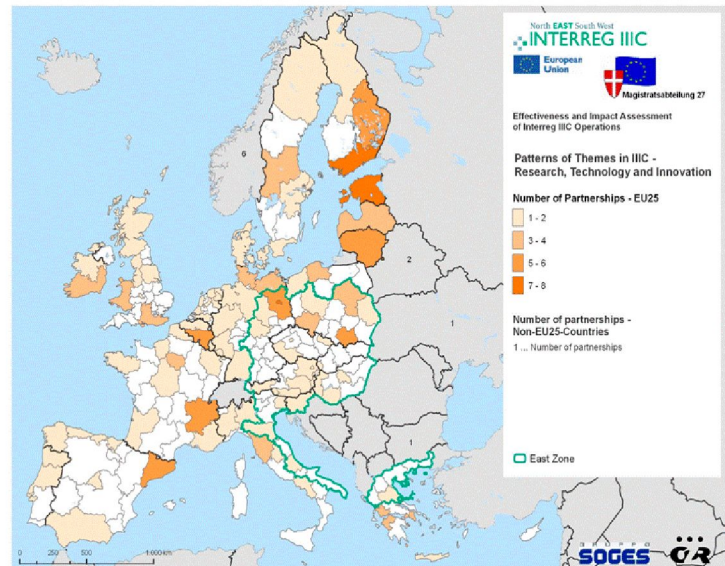 North EAST South West
INTERREG IIIC
European
Union
Magistratsabteilung 27
Effectiveness and Impact Assessment
of Interreg IIIC Operations
Patterns of Themes in IIIC -
Research, Technology and Innovation
Number of Partnerships - EU25
1 - 2
3 - 4
5 - 6
7 - 8
Number of partnerships -
Non-EU25-Countries
1 ... Number of partnerships
East Zone
6
2
1
1
0
250
500
1 000 km
SOGES
ÖIR